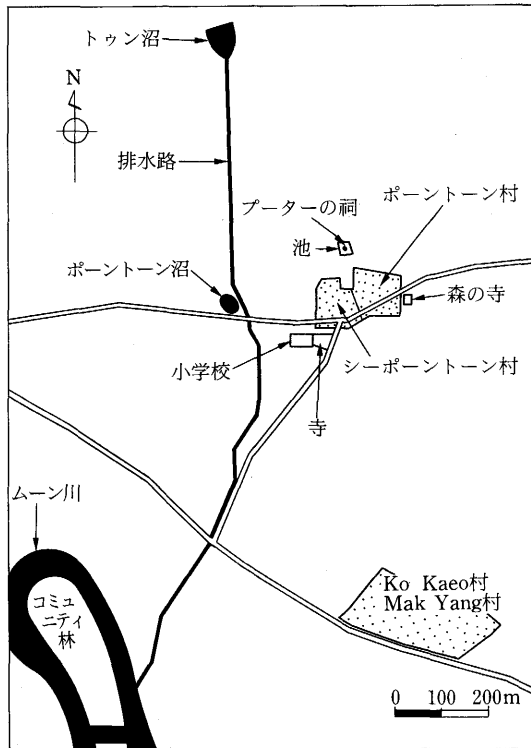 トゥン沼
N
排水路
ポーントーン村
プーターの祠
池
ポーントーン沼
森の寺
小学校
シーポーントーン村
寺
ムーン川
コミュ
ニティ
林
Ko Kaeo村
Mak Yang村
0 100 200m